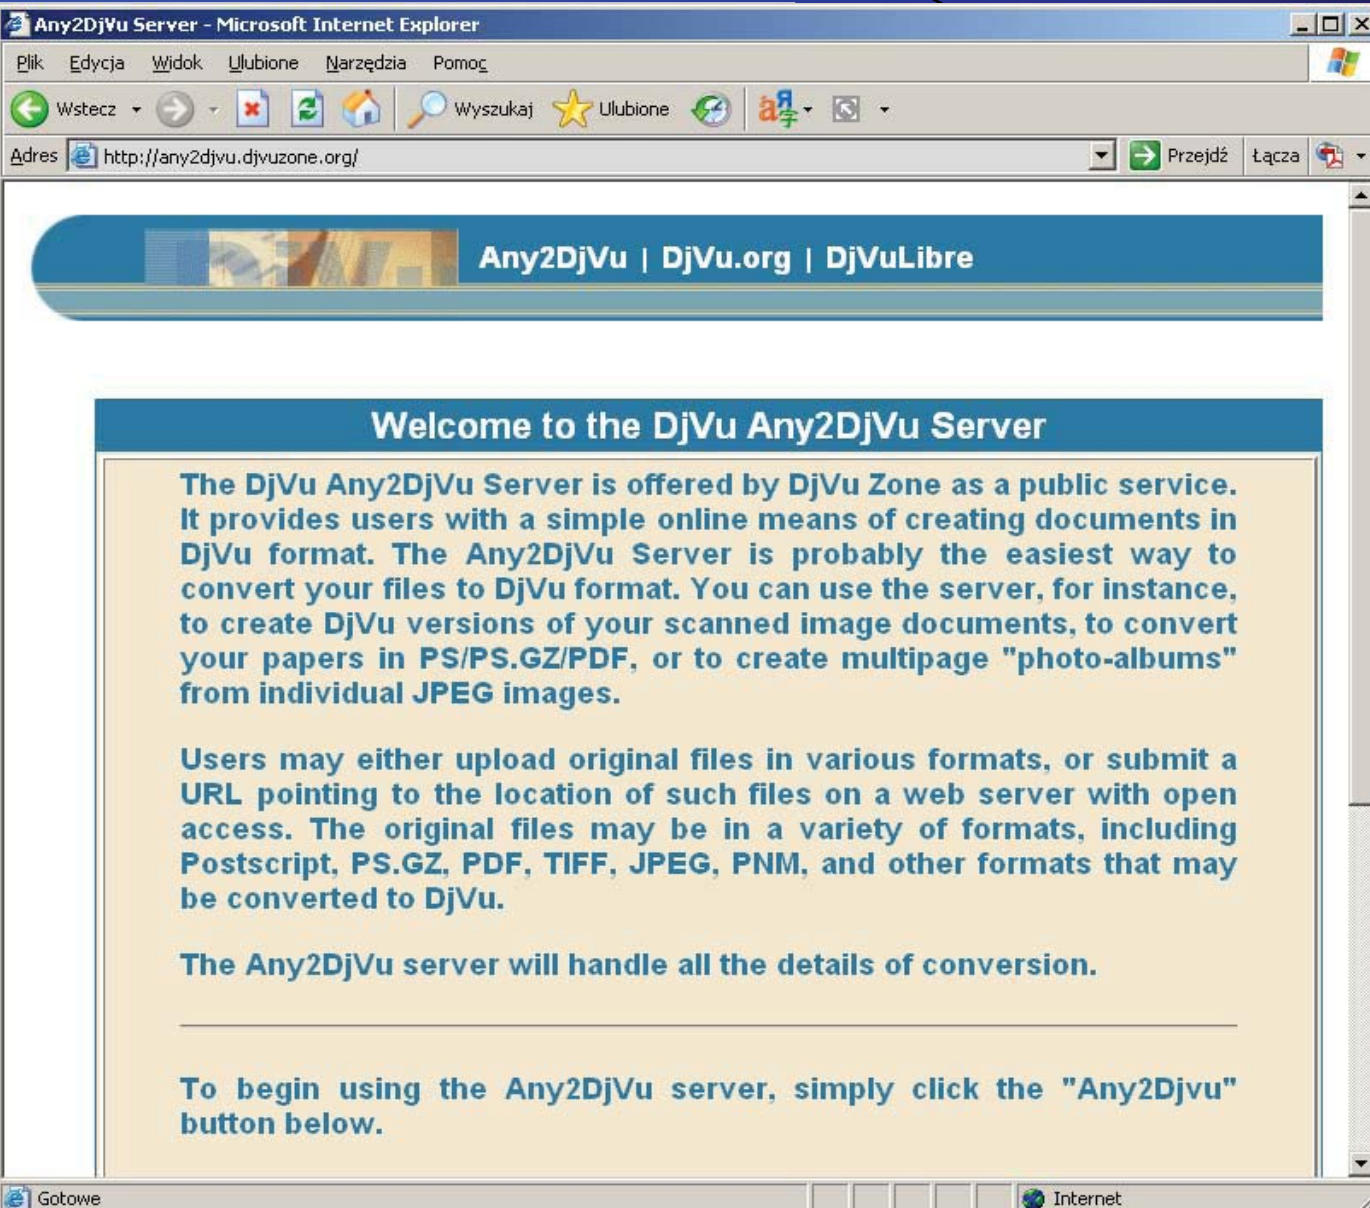 Any2DjVu Server - Microsoft Internet Explorer
Plik Edycja Widok Ulubione Narzędzia Pomoc
Wstecz Wyszukaj Ulubione
Adres http://any2djvu.djvuzone.org/ Przejdź Łącza
DjVu Any2DjVu | DjVu.org | DjVuLibre
Welcome to the DjVu Any2DjVu Server
The DjVu Any2DjVu Server is offered by DjVu Zone as a public service.
It provides users with a simple online means of creating documents in
DjVu format. The Any2DjVu Server is probably the easiest way to
convert your files to DjVu format. You can use the server, for instance,
to create DjVu versions of your scanned image documents, to convert
your papers in PS/PS.GZ/PDF, or to create multipage "photo-albums"
from individual JPEG images.
Users may either upload original files in various formats, or submit a
URL pointing to the location of such files on a web server with open
access. The original files may be in a variety of formats, including
Postscript, PS.GZ, PDF, TIFF, JPEG, PNM, and other formats that may
be converted to DjVu.
The Any2DjVu server will handle all the details of conversion.
To begin using the Any2DjVu server, simply click the "Any2Djvu"
button below.
Gotowe Internet